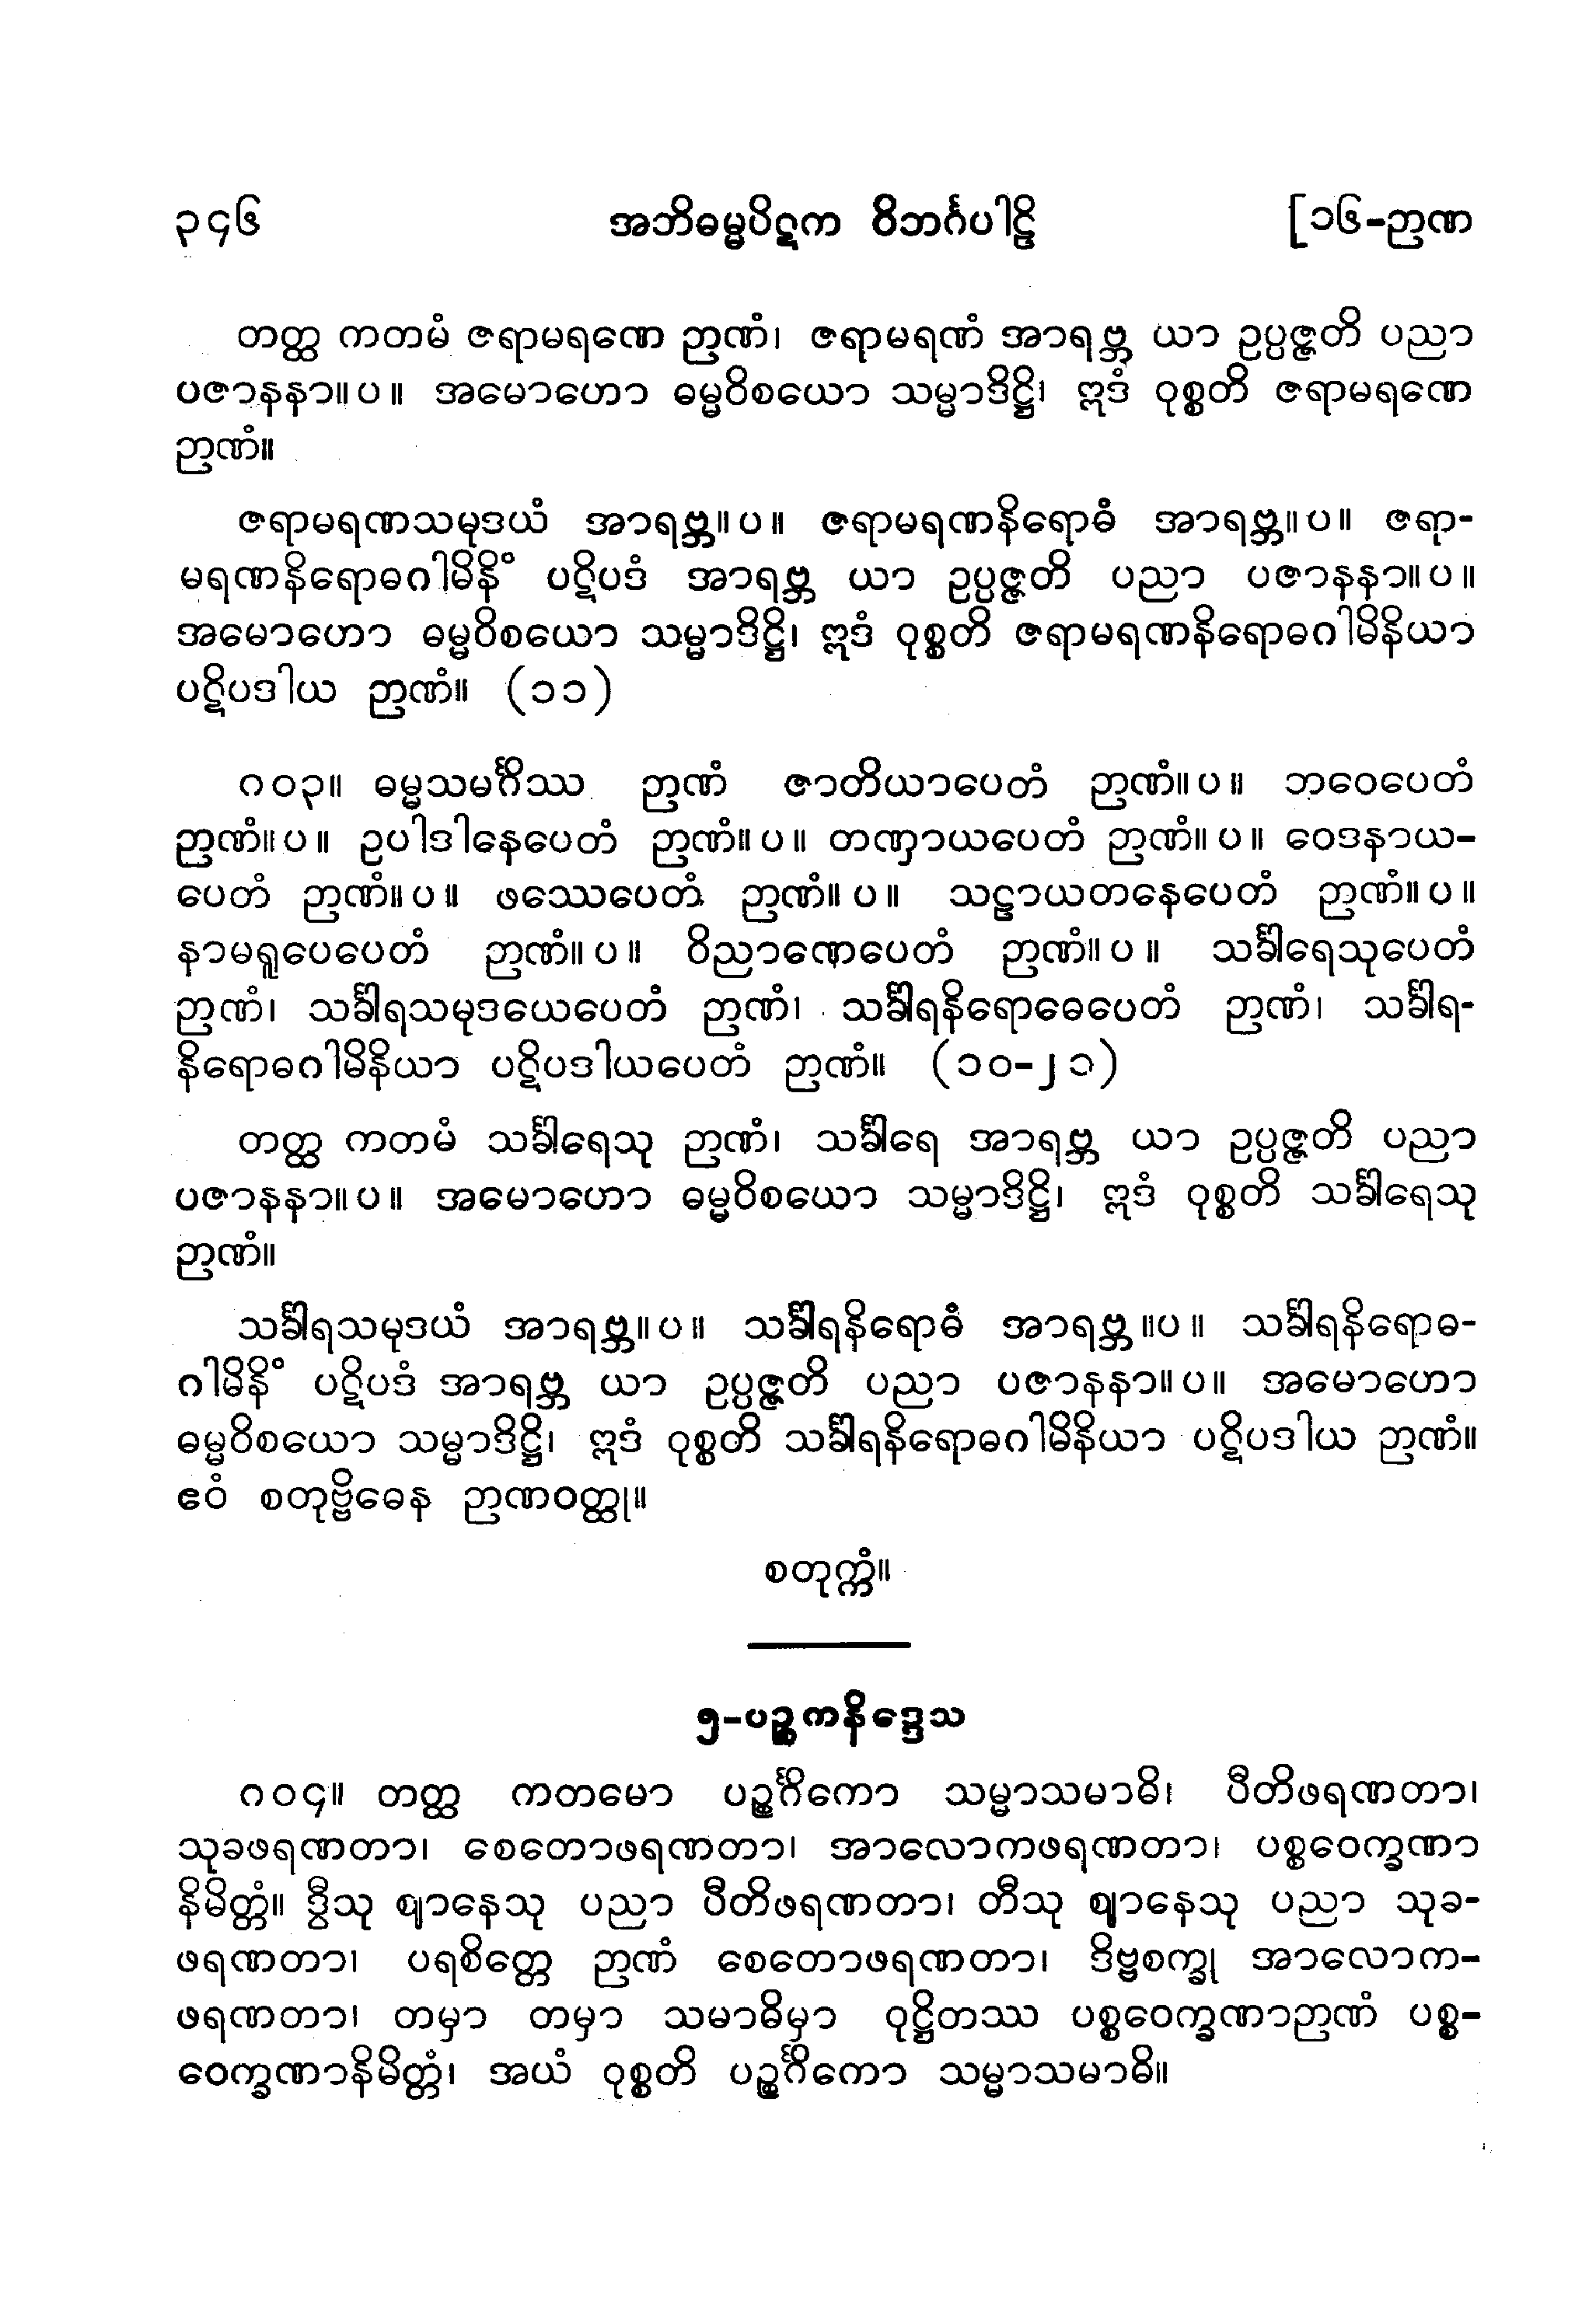 ၃၄၆ အဘိဓမ္မပိဋက ဝိဘင်္ဂပါဠိ [၁၆-ဉာဏ
တတ္ထ ကတမံ ဇရာမရဏေ ဉာဏံ၊ ဇရာမရဏံ အာရဗ္ဘ ယာ ဥပ္ပဇ္ဇတိ ပညာ
ပဇာနနာ။ပ။ အမောဟော ဓမ္မဝိစယော သမ္မာဒိဋ္ဌိ၊ ဣဒံ ဝုစ္စတိ ဇရာမရဏေ
ဉာဏံ။
ဇရာမရဏသမုဒယံ အာရဗ္ဘ။ပ။ ဇရာမရဏနိရောဓံ အာရဗ္ဘ။ပ။ ဇရာ-
မရဏနိရောဓဂါမိနိံ ပဋိပဒံ အာရဗ္ဘ ယာ ဥပ္ပဇ္ဇတိ ပညာ ပဇာနနာ။ပ။
အမောဟော ဓမ္မဝိစယော သမ္မာဒိဋ္ဌိ၊ ဣဒံ ဝုစ္စတိ ဇရာမရဏနိရောဓဂါမိနိယာ
ပဋိပဒါယ ဉာဏံ။ (၁၁)
၈၀၃။ ဓမ္မသမင်္ဂိဿ ဉာဏံ ဇာတိယာပေတံ ဉာဏံ။ပ။ ဘဝေပေတံ
ဉာဏံ။ပ။ ဥပါဒါနေပေတံ ဉာဏံ။ပ။ တဏှာယပေတံ ဉာဏံ။ပ။ ဝေဒနာယ-
ပေတံ ဉာဏံ။ပ။ ဖဿေပေတံ ဉာဏံ။ပ။ သဠာယတနေပေတံ ဉာဏံ။ပ။
နာမရူပေပေတံ ဉာဏံ။ပ။ ဝိညာဏေပေတံ ဉာဏံ။ပ။ သင်္ခါရေသုပေတံ
ဉာဏံ၊ သင်္ခါရသမုဒယေပေတံ ဉာဏံ၊ သင်္ခါရနိရောဓေပေတံ ဉာဏံ၊ သင်္ခါရ-
နိရောဓဂါမိနိယာ ပဋိပဒါယပေတံ ဉာဏံ။ (၁၀-၂၁)
တတ္ထ ကတမံ သင်္ခါရေသု ဉာဏံ၊ သင်္ခါရေ အာရဗ္ဘ ယာ ဥပ္ပဇ္ဇတိ ပညာ
ပဇာနနာ။ပ။ အမောဟော ဓမ္မဝိစယော သမ္မာဒိဋ္ဌိ၊ ဣဒံ ဝုစ္စတိ သင်္ခါရေသု
ဉာဏံ။
သင်္ခါရသမုဒယံ အာရဗ္ဘ။ပ။ သင်္ခါရနိရောဓံ အာရဗ္ဘ။ပ။ သင်္ခါရနိရောဓ-
ဂါမိနိံ ပဋိပဒံ အာရဗ္ဘ ယာ ဥပ္ပဇ္ဇတိ ပညာ ပဇာနနာ။ပ။ အမောဟော
ဓမ္မဝိစယော သမ္မာဒိဋ္ဌိ၊ ဣဒံ ဝုစ္စတိ သင်္ခါရနိရောဓဂါမိနိယာ ပဋိပဒါယ ဉာဏံ။
ဧဝံ စတုဗ္ဗိဓေန ဉာဏဝတ္ထု။
စတုက္ကံ။
၅-ပဉ္စကနိဒ္ဒေသ
၈၀၄။ တတ္ထ ကတမော ပဉ္စင်္ဂိကော သမ္မာသမာဓိ၊ ပီတိဖရဏတာ၊
သုခဖရဏတာ၊ စေတောဖရဏတာ၊ အာလောကဖရဏတာ၊ ပစ္စဝေက္ခဏာ
နိမိတ္တံ။ ဒွီသု ဈာနေသု ပညာ ပီတိဖရဏတာ၊ တီသု ဈာနေသု ပညာ သုခ-
ဖရဏတာ၊ ပရစိတ္တေ ဉာဏံ စေတောဖရဏတာ၊ ဒိဗ္ဗစက္ခု အာလောက-
ဖရဏတာ၊ တမှာ တမှာ သမာဓိမှာ ဝုဋ္ဌိတဿ ပစ္စဝေက္ခဏာဉာဏံ ပစ္စ-
ဝေက္ခဏာနိမိတ္တံ၊ အယံ ဝုစ္စတိ ပဉ္စင်္ဂိကော သမ္မာသမာဓိ။